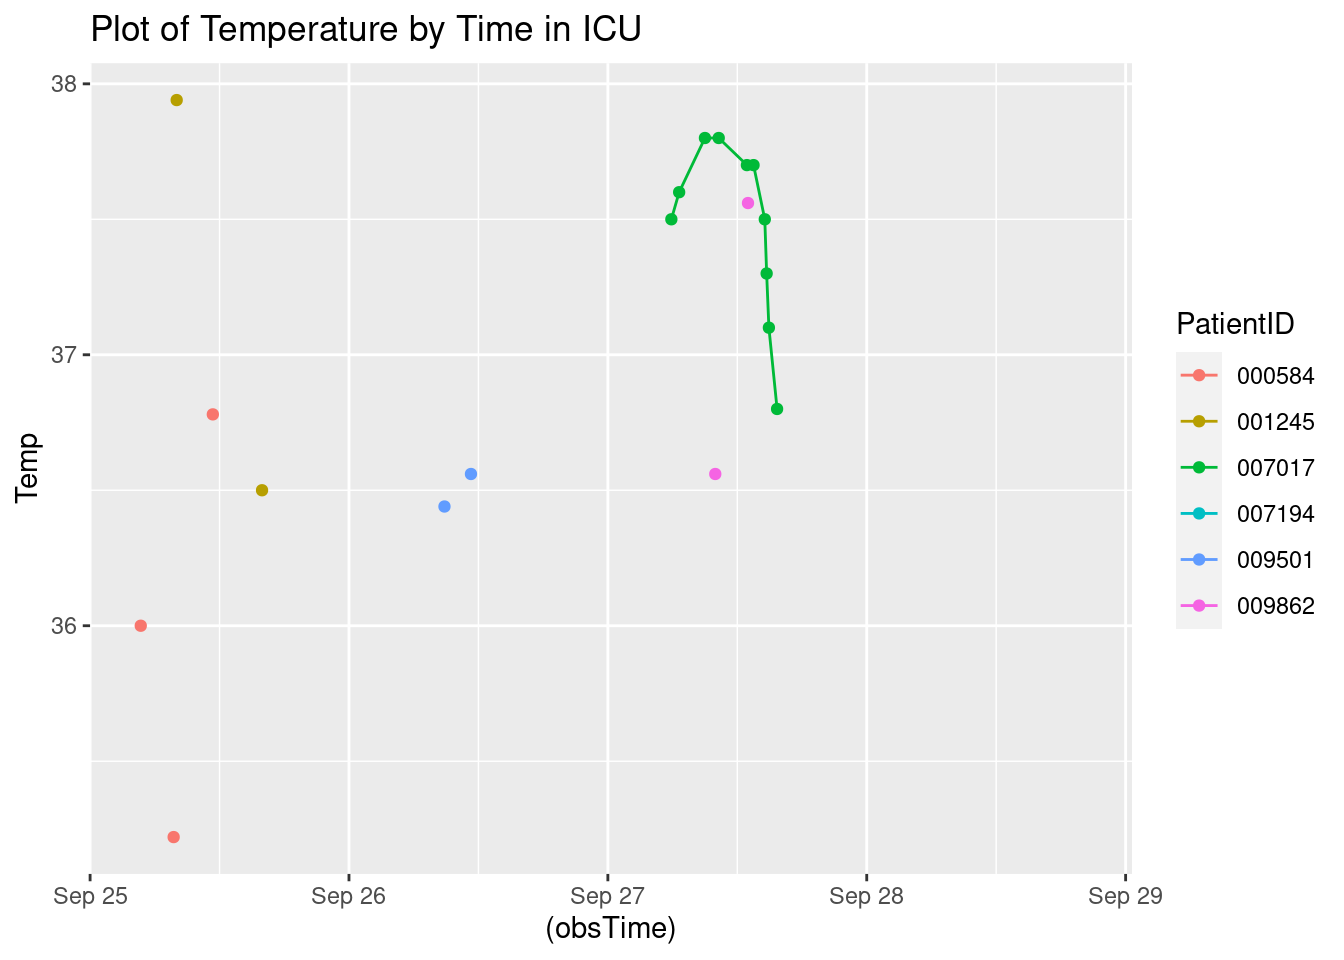 Plot of Temperature by Time in ICU
38
37
36
Temp
Sep 25
Sep 26
Sep 27
Sep 28
Sep 29
(obsTime)
PatientID
000584
001245
007017
007194
009501
009862